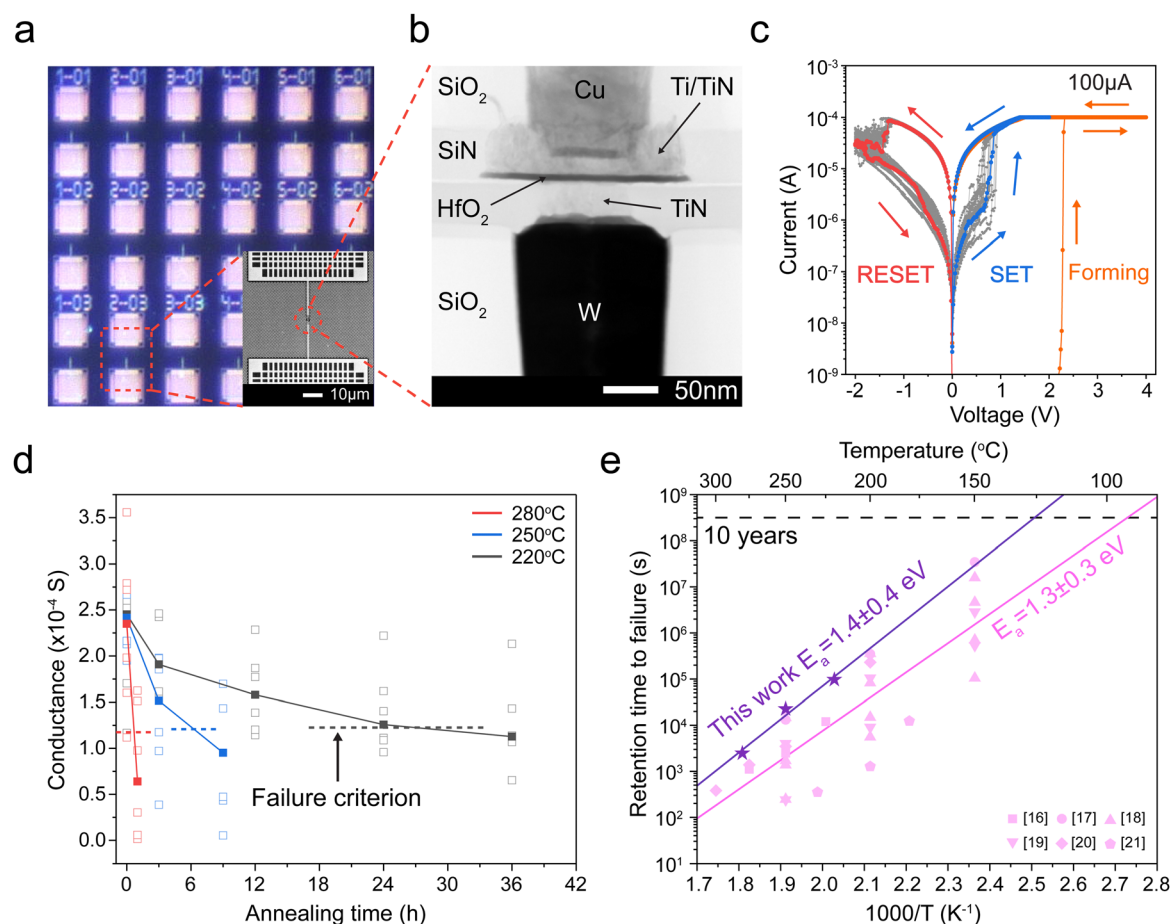 a
1-01 2-01 3-01 4-01 5-01 6-01
1-02 2-02 3-02 4-02 5-02 6-02
1-03 2-03 3-03
10μm
b
SiO2
Cu
Ti/TiN
SiN
HfO2
TiN
SiO2
W
50nm
c
10-3
10-4
10-5
10-6
10-7
10-8
10-9
Current (A)
100μA
RESET
SET
Forming
-2 -1 0 1 2 3 4
Voltage (V)
d
3.5
3.0
2.5
2.0
1.5
1.0
0.5
0.0
Conductance (x10-4 S)
280oC
250oC
220oC
Failure criterion
0 6 12 18 24 30 36 42
Annealing time (h)
e
Temperature (oC)
300 250 200 150 100
109
108
107
106
105
104
103
102
101
Retention time to failure (s)
10 years
This work Ea=1.4±0.4 eV
Ea=1.3±0.3 eV
[16] [17] [18]
[19] [20] [21]
1.7 1.8 1.9 2.0 2.1 2.2 2.3 2.4 2.5 2.6 2.7 2.8
1000/T (K-1)